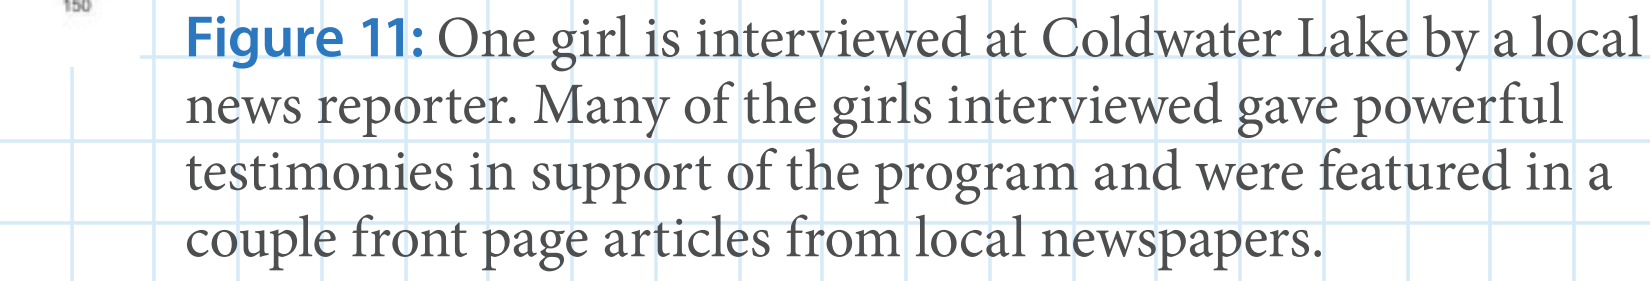 150
Figure 11: One girl is interviewed at Coldwater Lake by a local
news reporter. Many of the girls interviewed gave powerful
testimonies in support of the program and were featured in a
couple front page articles from local newspapers.